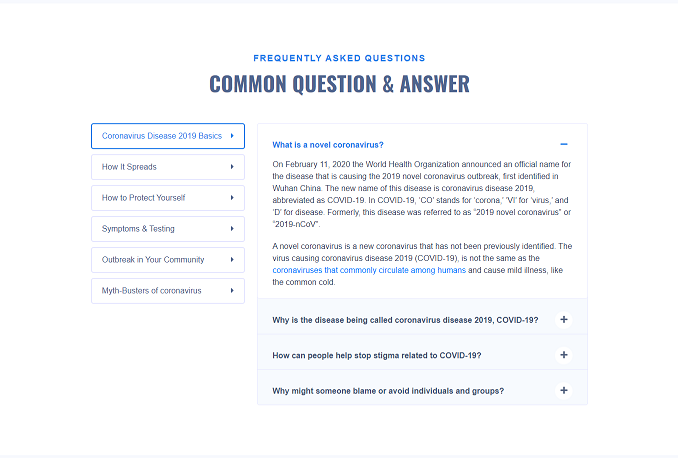 FREQUENTLY ASKED QUESTIONS
COMMON QUESTION & ANSWER
Coronavirus Disease 2019 Basics
How It Spreads
How to Protect Yourself
Symptoms & Testing
Outbreak in Your Community
Myth-Busters of coronavirus
What is a novel coronavirus?
On February 11, 2020 the World Health Organization announced an official name for
the disease that is causing the 2019 novel coronavirus outbreak, first identified in
Wuhan China. The new name of this disease is coronavirus disease 2019,
abbreviated as COVID-19. In COVID-19, 'CO' stands for 'corona,' 'VI' for 'virus,' and
'D' for disease. Formerly, this disease was referred to as "2019 novel coronavirus" or
"2019-nCoV".
A novel coronavirus is a new coronavirus that has not been previously identified. The
virus causing coronavirus disease 2019 (COVID-19), is not the same as the
coronaviruses that commonly circulate among humans and cause mild illness, like
the common cold.
Why is the disease being called coronavirus disease 2019, COVID-19?
How can people help stop stigma related to COVID-19?
Why might someone blame or avoid individuals and groups?